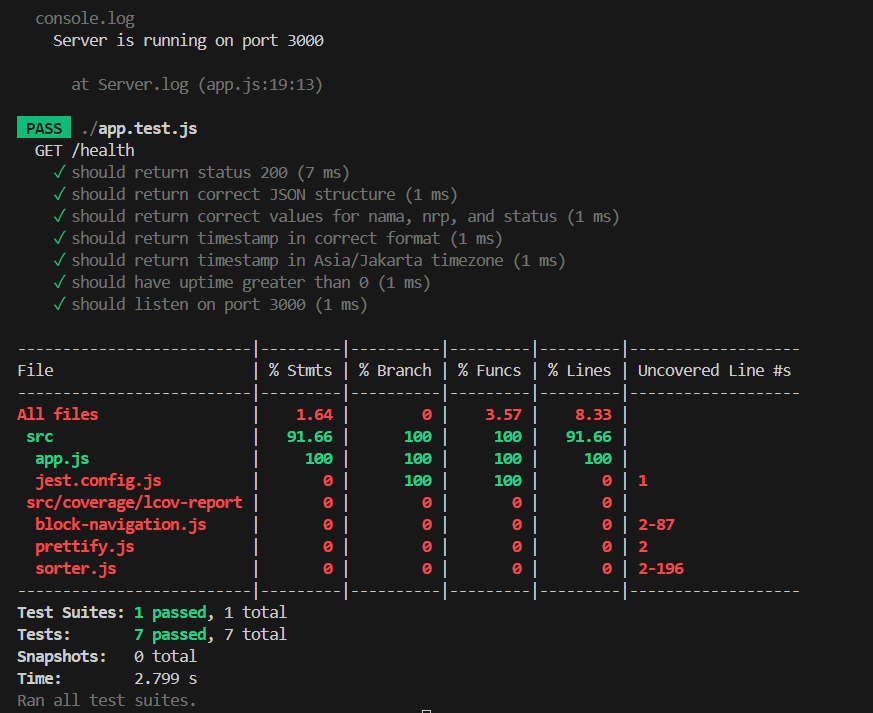 console.log
Server is running on port 3000
at Server.log (app.js:19:13)
PASS ./app.test.js
GET /health
✓ should return status 200 (7 ms)
✓ should return correct JSON structure (1 ms)
✓ should return correct values for nama, nrp, and status (1 ms)
✓ should return timestamp in correct format (1 ms)
✓ should return timestamp in Asia/Jakarta timezone (1 ms)
✓ should have uptime greater than 0 (1 ms)
✓ should listen on port 3000 (1 ms)
--------------------------|---------|----------|---------|---------|-------------------
File                      | % Stmts | % Branch | % Funcs | % Lines | Uncovered Line #s
--------------------------|---------|----------|---------|---------|-------------------
All files                 |    1.64 |        0 |    3.57 |    8.33 |
 src                      |   91.66 |      100 |     100 |   91.66 |
  app.js                  |     100 |      100 |     100 |     100 |
  jest.config.js          |       0 |      100 |     100 |       0 | 1
 src/coverage/lcov-report |       0 |        0 |       0 |       0 |
  block-navigation.js     |       0 |        0 |       0 |       0 | 2-87
  prettify.js             |       0 |        0 |       0 |       0 | 2
  sorter.js               |       0 |        0 |       0 |       0 | 2-196
--------------------------|---------|----------|---------|---------|-------------------
Test Suites: 1 passed, 1 total
Tests:       7 passed, 7 total
Snapshots:   0 total
Time:        2.799 s
Ran all test suites.